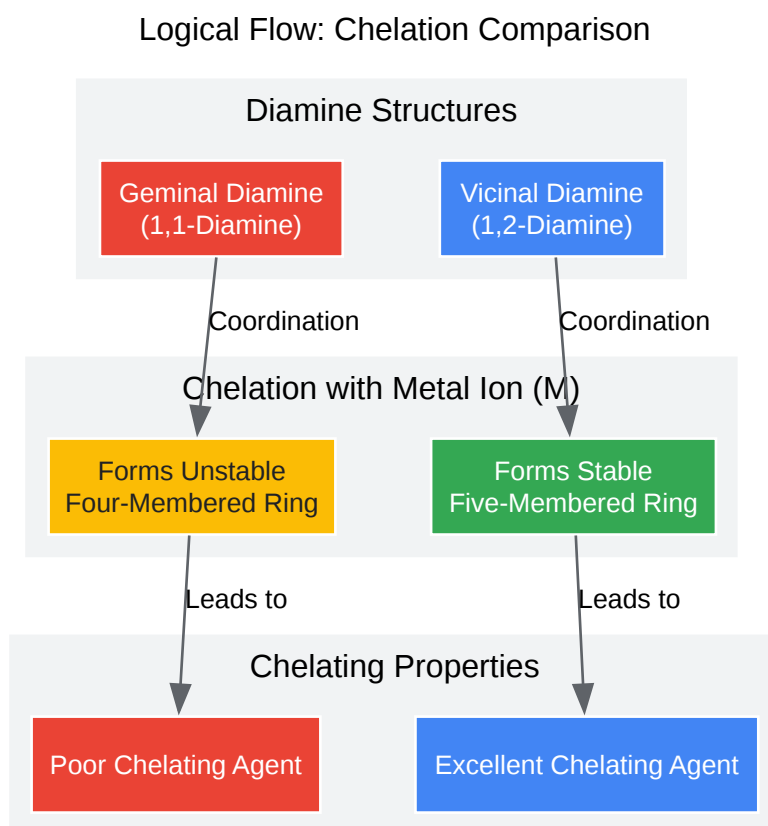 Logical Flow: Chelation Comparison
Diamine Structures
Geminal Diamine
(1,1-Diamine)
Vicinal Diamine
(1,2-Diamine)
Coordination
Coordination
Chelation with Metal Ion (M)
Forms Unstable
Four-Membered Ring
Forms Stable
Five-Membered Ring
Leads to
Leads to
Chelating Properties
Poor Chelating Agent
Excellent Chelating Agent